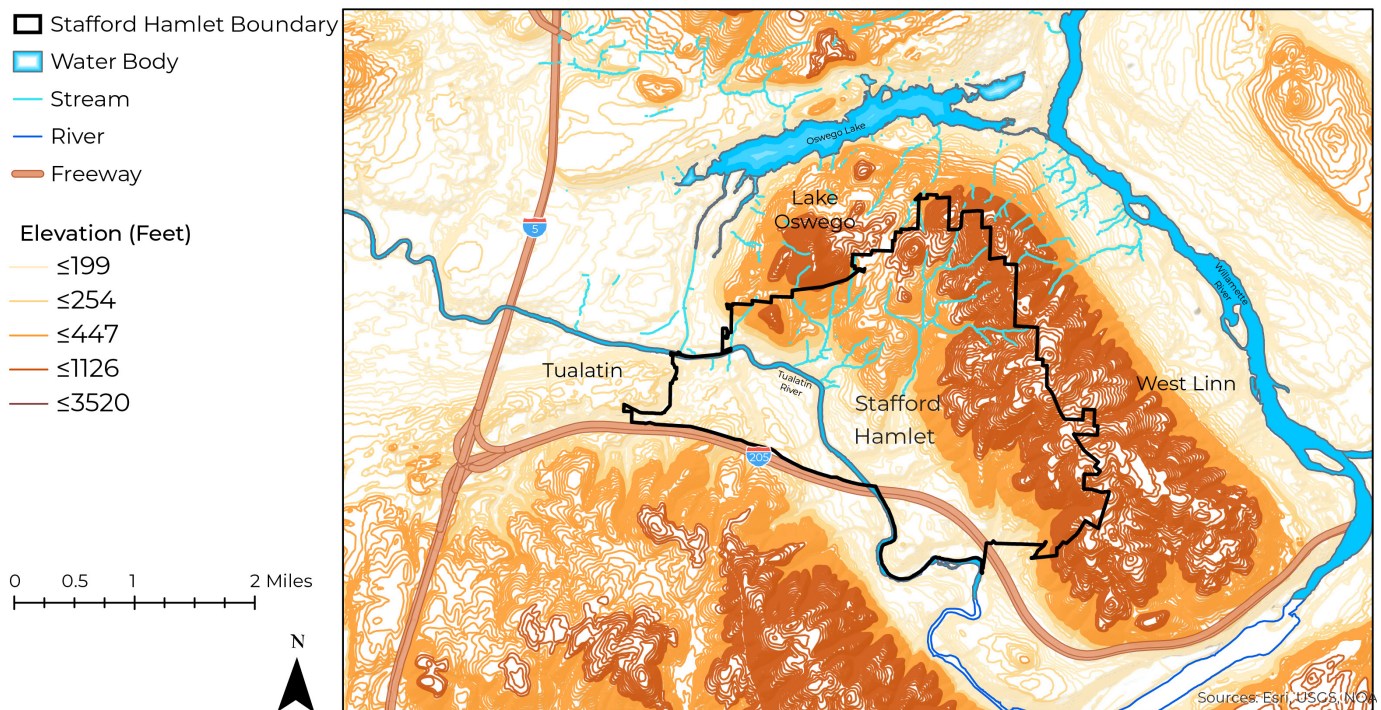 Stafford Hamlet Boundary
Water Body
Stream
River
Freeway
Elevation (Feet)
≤199
≤254
≤447
≤1126
≤3520
0 0.5 1 2 Miles
N
Oswego Lake
Lake
Oswego
5
Willamette
River
Tualatin
Tualatin
River
West Linn
Stafford
Hamlet
205
Sources: Esri, USGS, NOA